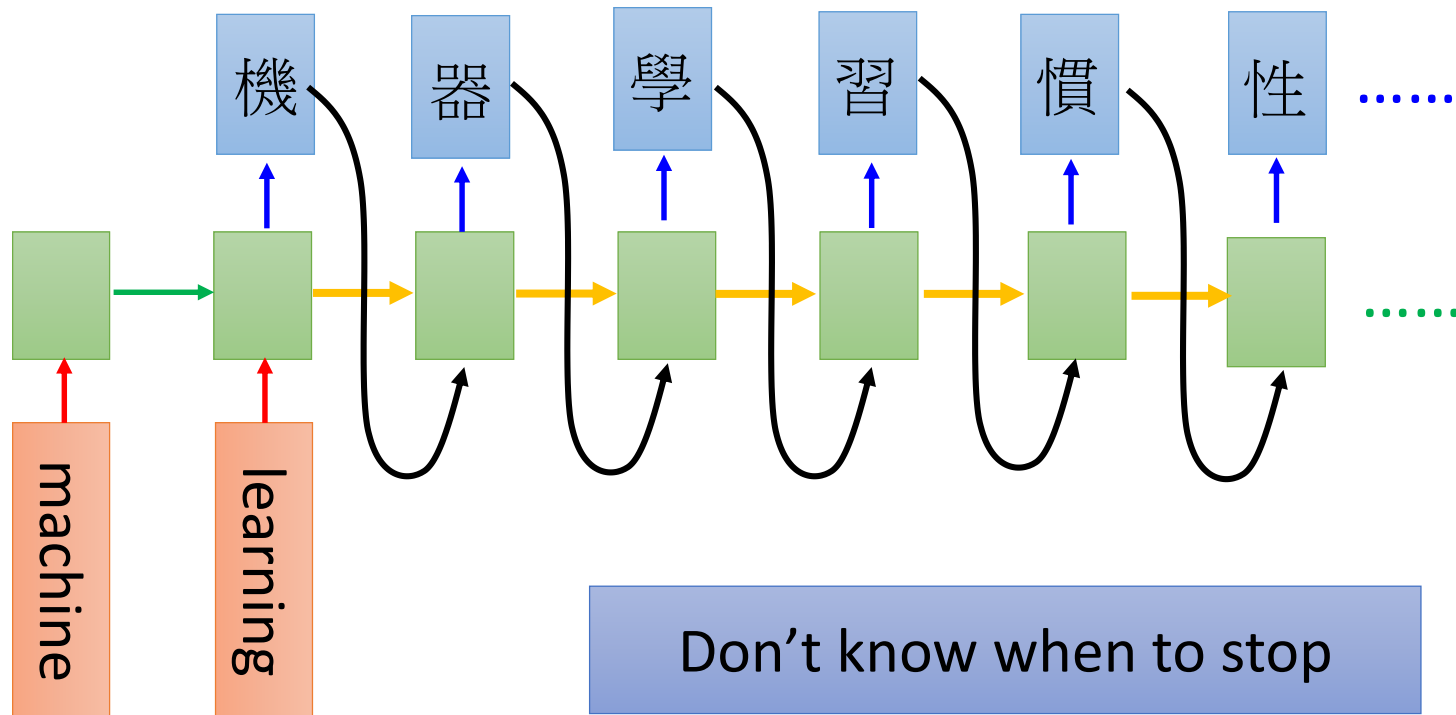 機 器 學 習 慣 性 ......
......
machine
learning
Don't know when to stop